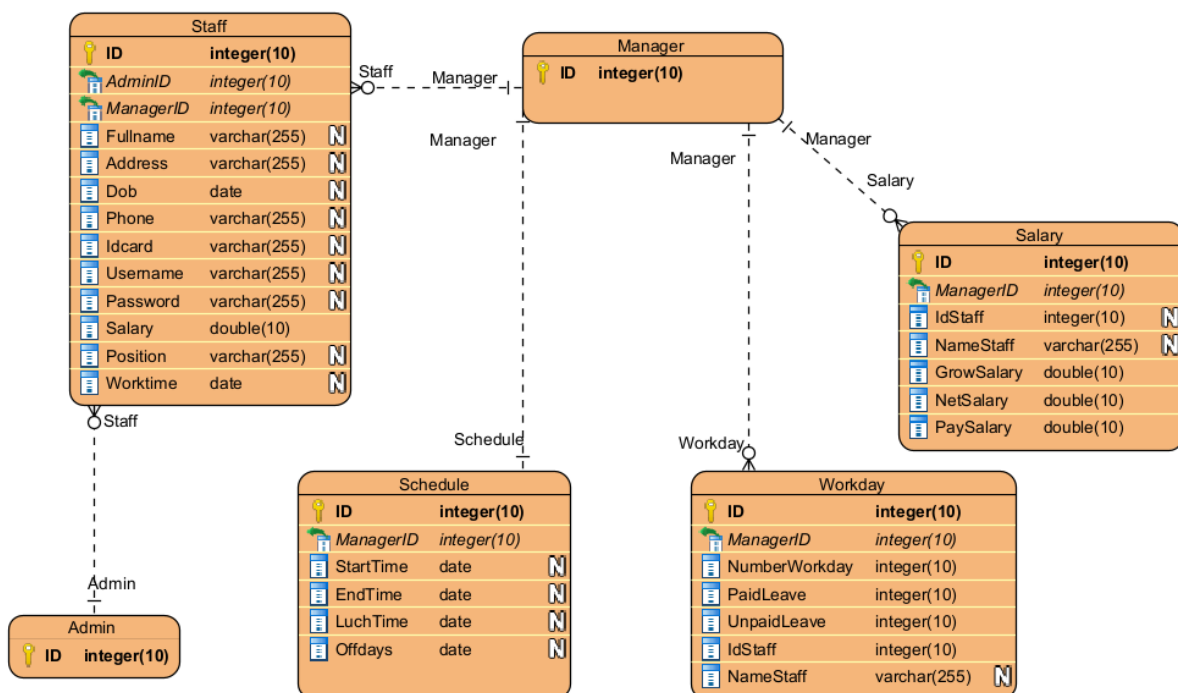 Staff
ID integer(10)
AdminID integer(10)
ManagerID integer(10)
Fullname varchar(255) N
Address varchar(255) N
Dob date N
Phone varchar(255) N
Idcard varchar(255) N
Username varchar(255) N
Password varchar(255) N
Salary double(10)
Position varchar(255) N
Worktime date N
Staff
Manager
Manager
ID integer(10)
Manager
Manager
Manager
Salary
Salary
ID integer(10)
ManagerID integer(10)
IdStaff integer(10) N
NameStaff varchar(255) N
GrowSalary double(10)
NetSalary double(10)
PaySalary double(10)
Staff
Admin
Admin
ID integer(10)
Schedule
Schedule
ID integer(10)
ManagerID integer(10)
StartTime date N
EndTime date N
LuchTime date N
Offdays date N
Workday
Workday
ID integer(10)
ManagerID integer(10)
NumberWorkday integer(10)
PaidLeave integer(10)
UnpaidLeave integer(10)
IdStaff integer(10)
NameStaff varchar(255) N